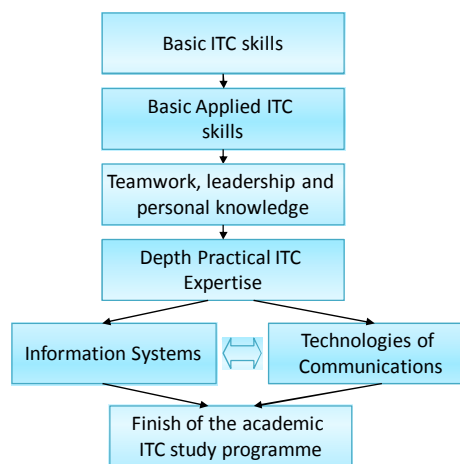 Basic ITC skills
Basic Applied ITC
skills
Teamwork, leadership and
personal knowledge
Depth Practical ITC
Expertise
Information Systems
Technologies of
Communications
Finish of the academic
ITC study programme